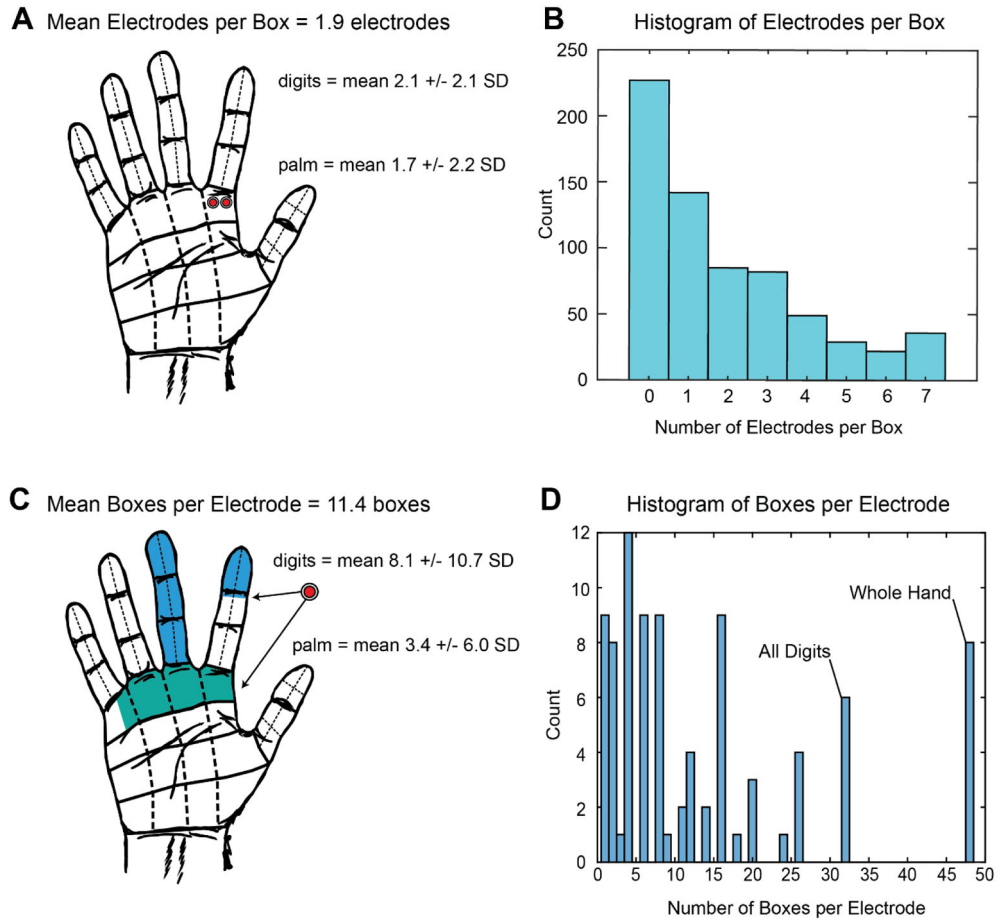 A Mean Electrodes per Box = 1.9 electrodes
digits = mean 2.1 +/- 2.1 SD
palm = mean 1.7 +/- 2.2 SD
B Histogram of Electrodes per Box
250
200
150
100
50
0
Count
0 1 2 3 4 5 6 7
Number of Electrodes per Box
C Mean Boxes per Electrode = 11.4 boxes
digits = mean 8.1 +/- 10.7 SD
palm = mean 3.4 +/- 6.0 SD
D Histogram of Boxes per Electrode
12
10
8
6
4
2
0
Count
Whole Hand
All Digits
0 5 10 15 20 25 30 35 40 45 50
Number of Boxes per Electrode